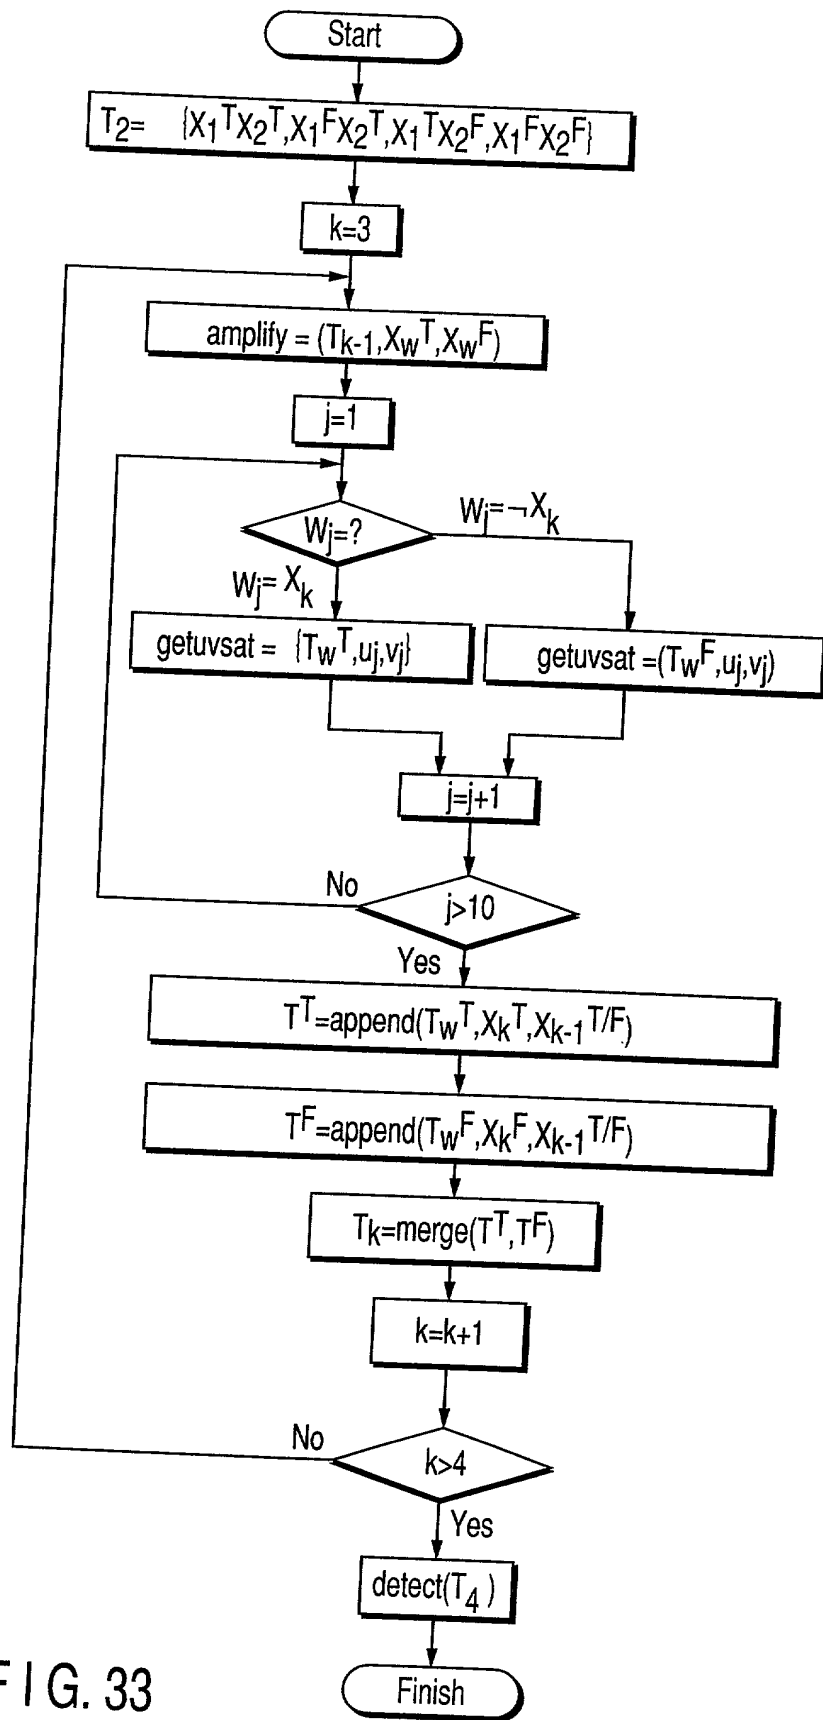 Start
T₂= {X₁ᵀX₂ᵀ,X₁ꟳX₂ᵀ,X₁ᵀX₂ꟳ,X₁ꟳX₂ꟳ}
k=3
amplify = (Tk-1,XwT,XwF)
j=1
Wj=?
Wj=¬Xk
Wj= Xk
getuvsat = {TwT,uj,vj}
getuvsat =(TwF,uj,vj)
j=j+1
No
j>10
Yes
TT=append(TwT,XkT,Xk-1T/F)
TF=append(TwF,XkF,Xk-1T/F)
Tk=merge(TT,TF)
k=k+1
No
k>4
Yes
detect(T4 )
Finish
FIG. 33